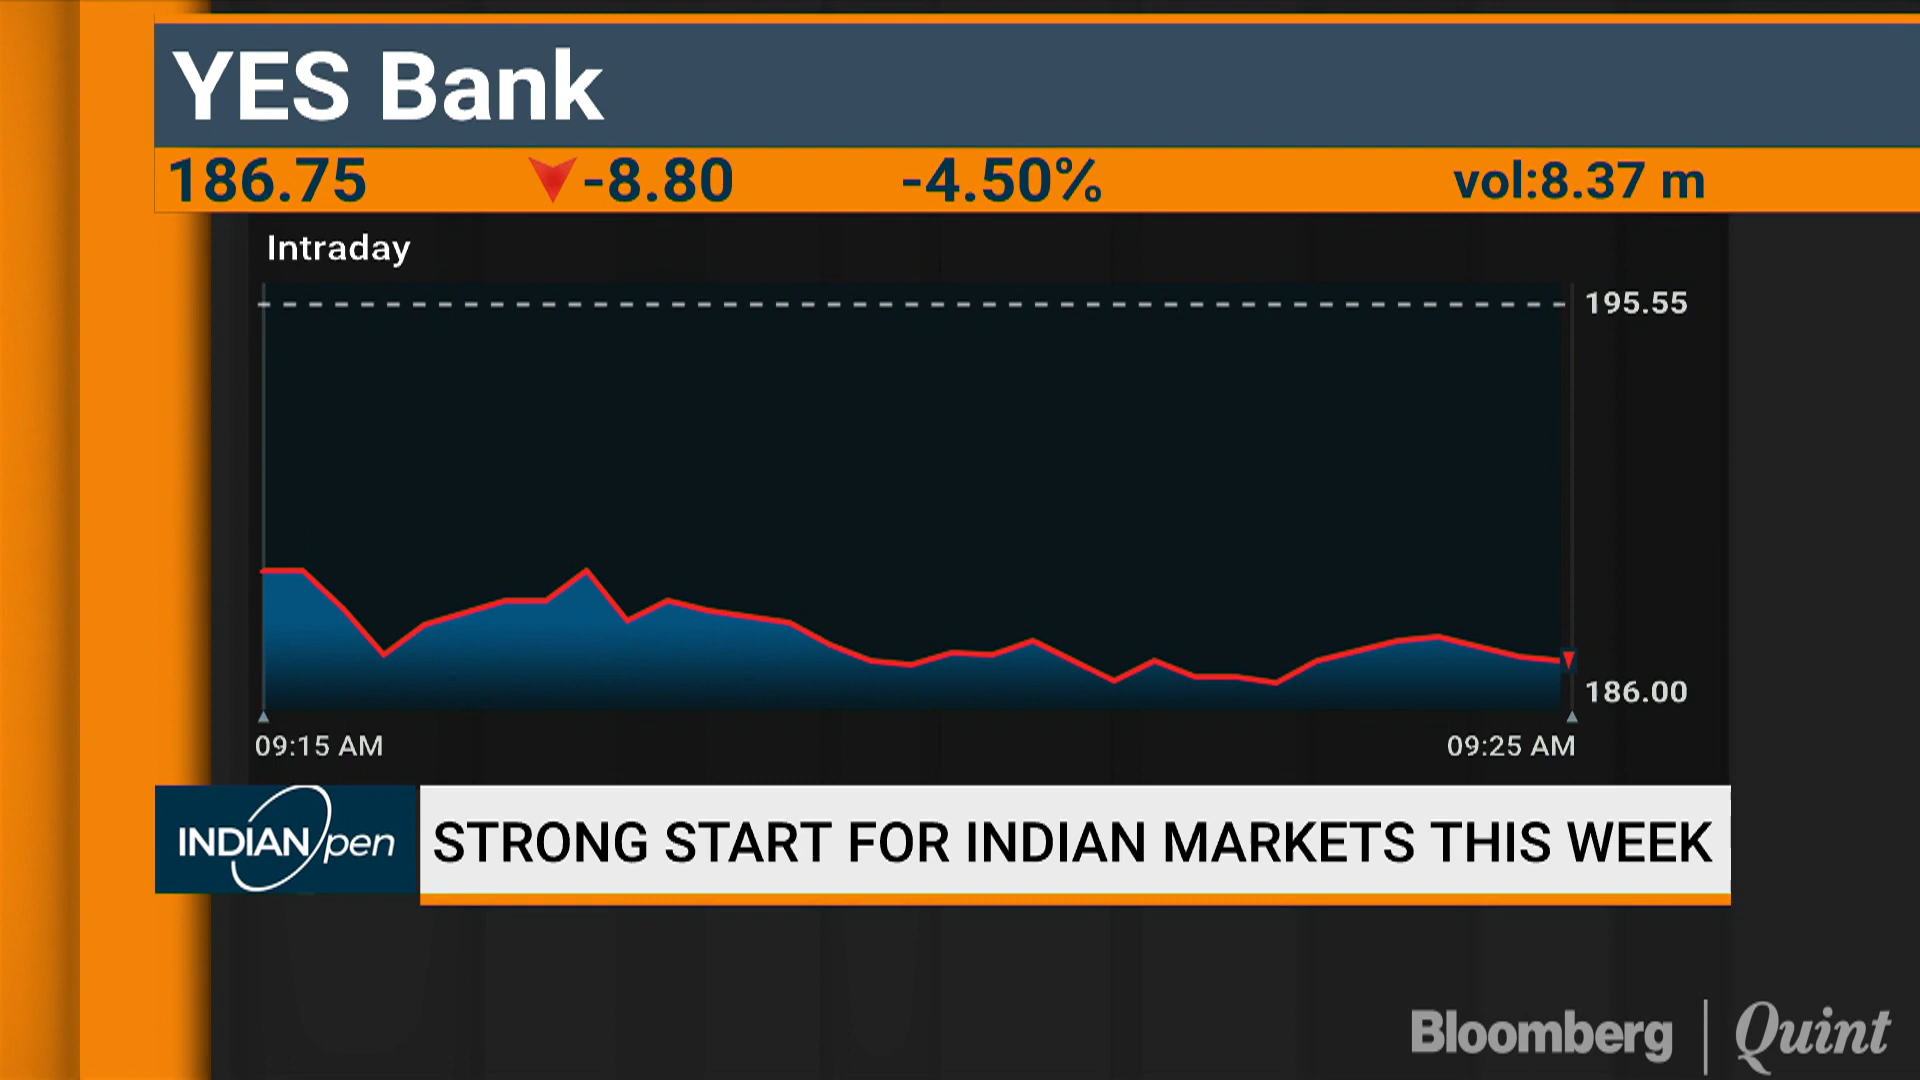 YES Bank
186.75 -8.80 -4.50% vol:8.37 m
Intraday
195.55
186.00
09:15 AM 09:25 AM
INDIAN Open STRONG START FOR INDIAN MARKETS THIS WEEK
Bloomberg | Quint